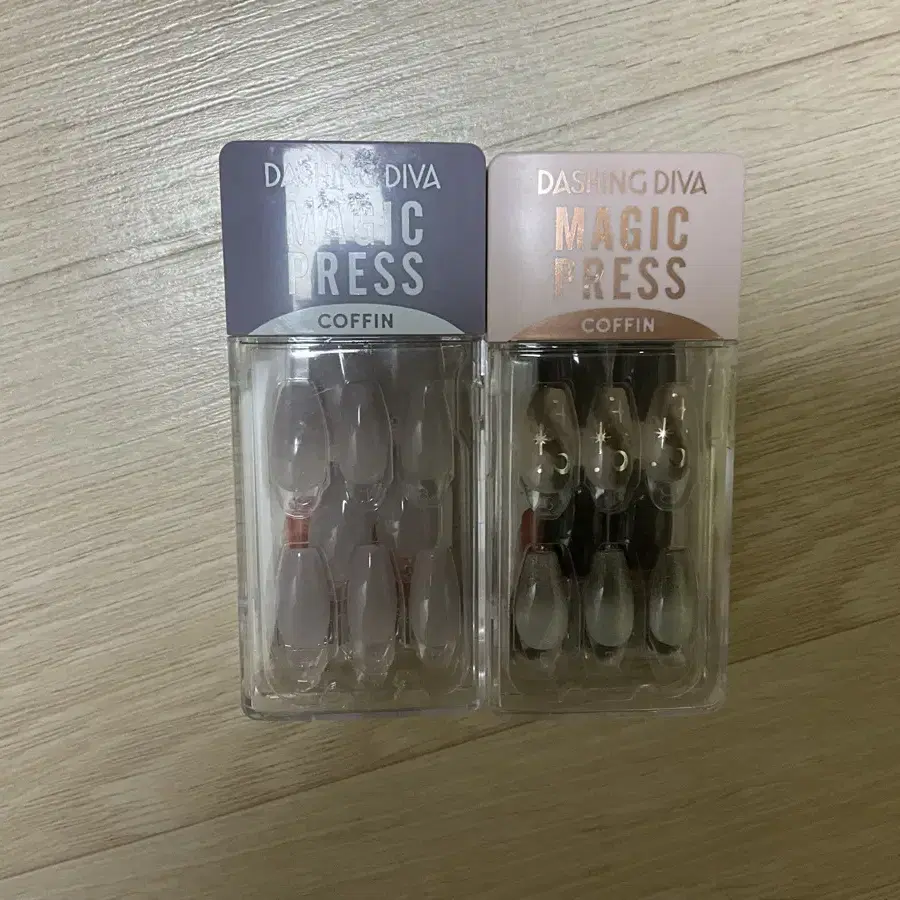 DASHING DIVA
MAGIC
PRESS
COFFIN
DASHING DIVA
MAGIC
PRESS
COFFIN